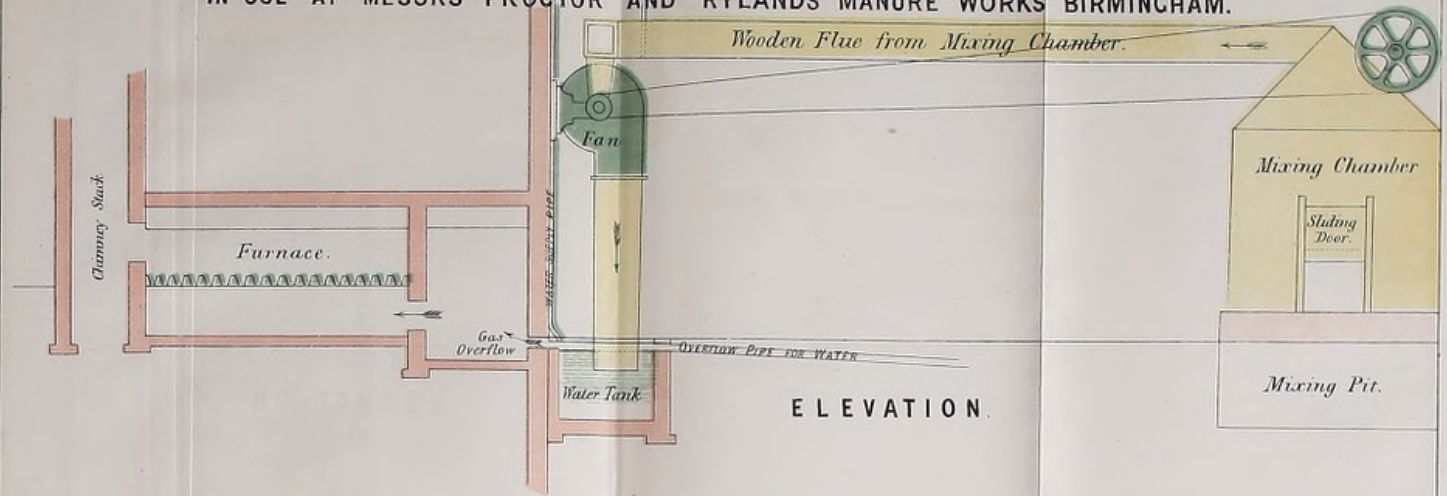 IN USE AT MESSRS PROCTOR AND RYLANDS MANURE WORKS BIRMINGHAM.
Wooden Flue from Mixing Chamber.
Fan
Mixing Chamber
Sliding
Door.
Chimney Stack
Furnace.
WATER SUPPLY PIPE
Gas
Overflow
OVERFLOW PIPE FOR WATER
Water Tank
Mixing Pit.
ELEVATION.